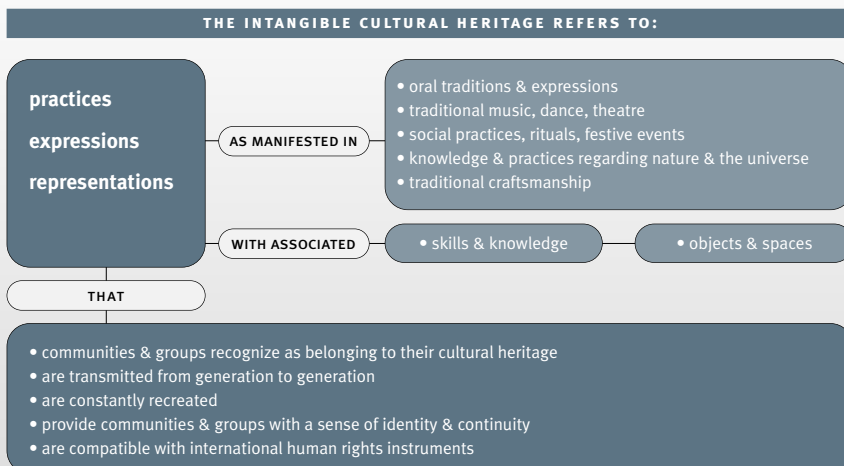 THE INTANGIBLE CULTURAL HERITAGE REFERS TO:
practices
expressions
representations
AS MANIFESTED IN
• oral traditions & expressions
• traditional music, dance, theatre
• social practices, rituals, festive events
• knowledge & practices regarding nature & the universe
• traditional craftsmanship
WITH ASSOCIATED
• skills & knowledge
• objects & spaces
THAT
• communities & groups recognize as belonging to their cultural heritage
• are transmitted from generation to generation
• are constantly recreated
• provide communities & groups with a sense of identity & continuity
• are compatible with international human rights instruments